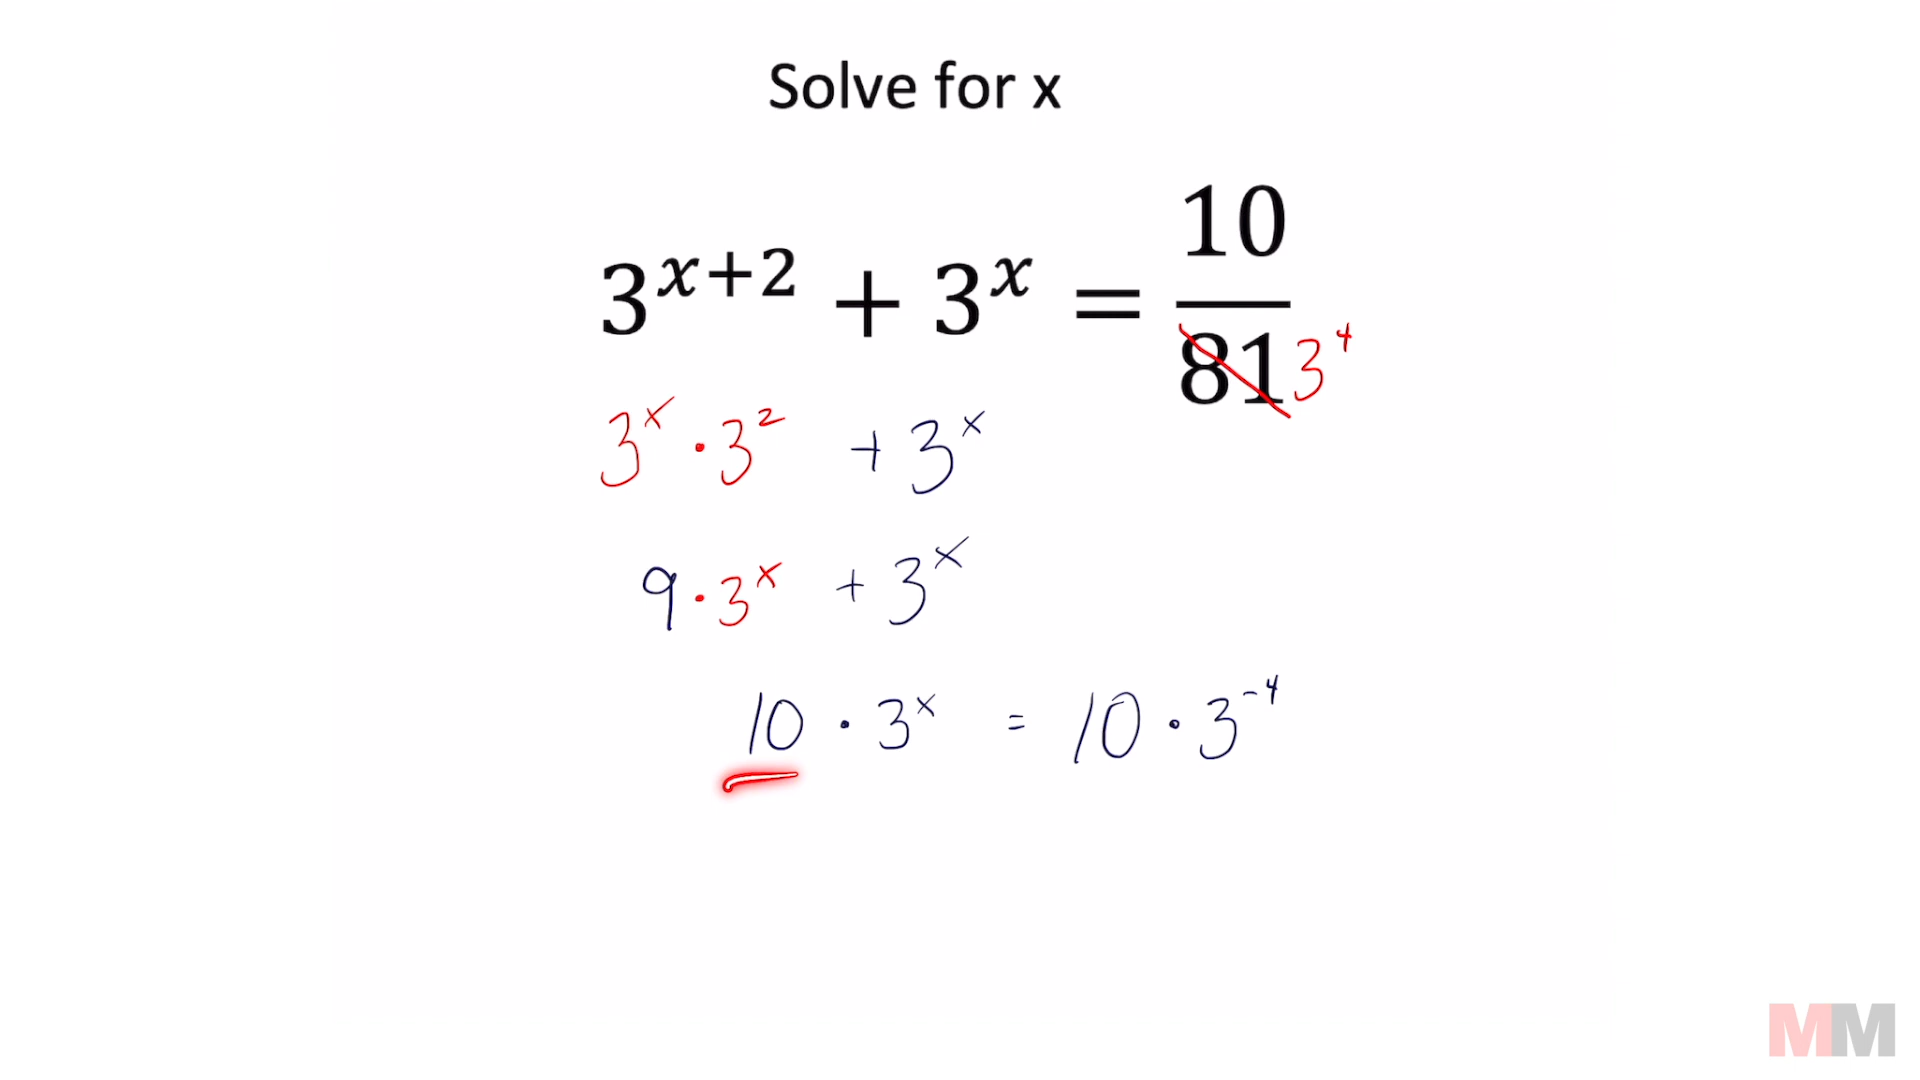 Solve for x
3^{x+2} + 3^x = \frac{10}{81} 3^4
3^x · 3^2 + 3^x
9 · 3^x + 3^x
10 · 3^x = 10 · 3^{-4}
MM